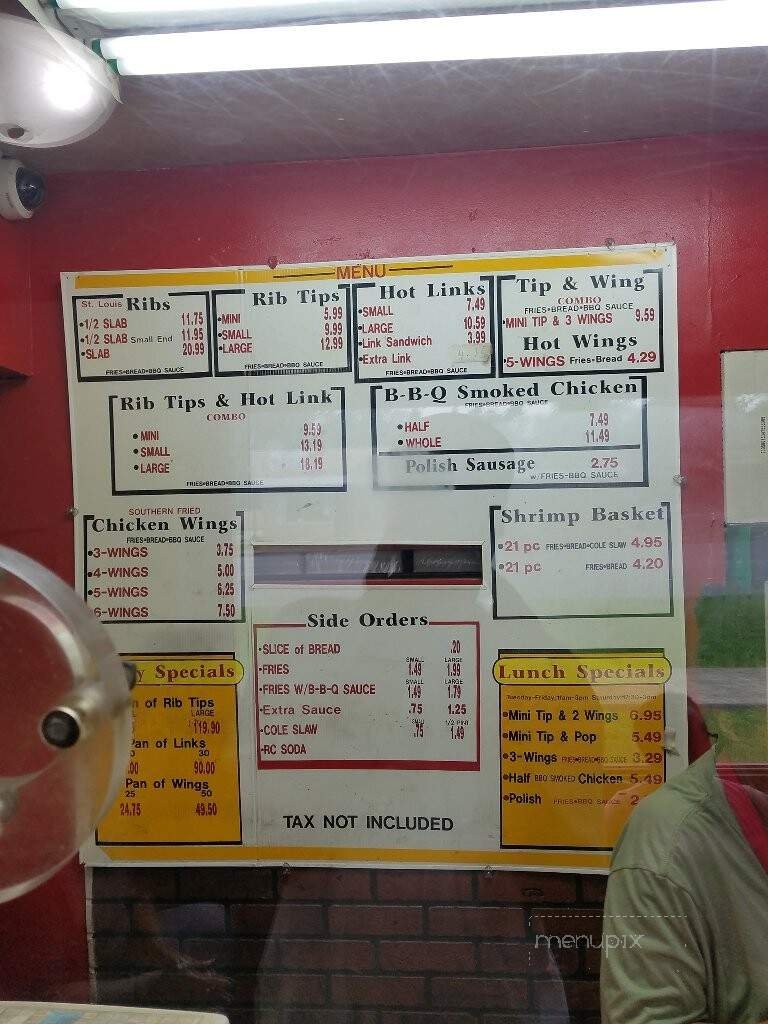 MENU
St. Louis Ribs
•1/2 SLAB 11.75
•1/2 SLAB Small End 11.95
•SLAB 20.99
FRIES•BREAD•BBQ SAUCE
Rib Tips
•MINI 5.99
•SMALL 9.99
•LARGE 12.99
FRIES•BREAD•BBQ SAUCE
Hot Links
•SMALL 7.49
•LARGE 10.59
•Link Sandwich 3.99
•Extra Link
FRIES•BREAD•BBQ SAUCE
Tip & Wing
COMBO
FRIES•BREAD•BBQ SAUCE
•MINI TIP & 3 WINGS 9.59
Hot Wings
•5-WINGS Fries-Bread 4.29
Rib Tips & Hot Link
COMBO
• MINI 9.59
• SMALL 13.19
• LARGE 18.19
FRIES•BREAD•BBQ SAUCE
B-B-Q Smoked Chicken
FRIES•BREAD•BBQ SAUCE
• HALF 7.49
• WHOLE 11.49
Polish Sausage 2.75
w/FRIES-BBQ SAUCE
SOUTHERN FRIED
Chicken Wings
FRIES•BREAD•BBQ SAUCE
•3-WINGS 3.75
•4-WINGS 5.00
•5-WINGS 6.25
6-WINGS 7.50
Shrimp Basket
•21 pc FRIES•BREAD•COLE SLAW 4.95
•21 pc FRIES•BREAD 4.20
Side Orders
•SLICE of BREAD .20
SMALL LARGE
•FRIES 1.49 1.99
SMALL LARGE
•FRIES W/B-B-Q SAUCE 1.49 1.79
•Extra Sauce .75 1.25
SMALL 1/2 PINT
•COLE SLAW .75 1.49
•RC SODA
TAX NOT INCLUDED
y Specials
n of Rib Tips
LARGE
119.90
Pan of Links
30
.00 90.00
Pan of Wings
25 50
24.75 49.50
Lunch Specials
•Mini Tip & 2 Wings 6.95
•Mini Tip & Pop 5.49
•3-Wings FRIES•BREAD•BBQ SAUCE 3.29
•Half BBQ SMOKED Chicken 5.49
•Polish FRIES•BBQ SAUCE 2
menupix